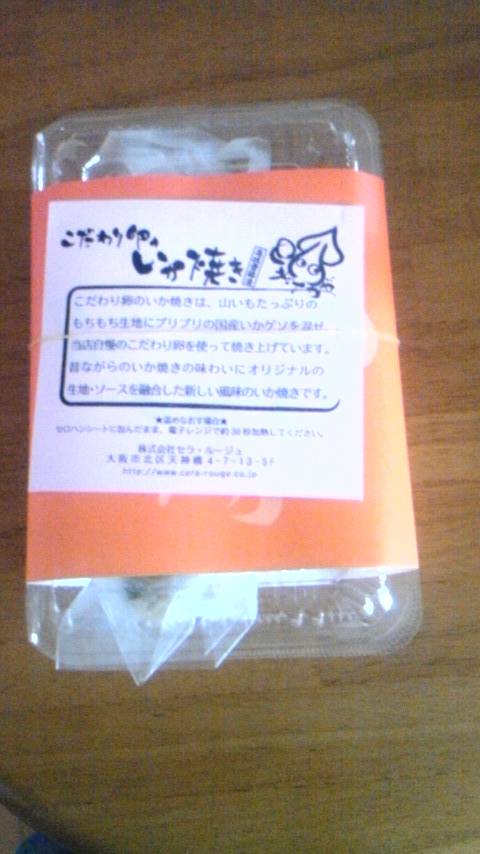 こだわり卵の
いか焼き
こだわり卵のいか焼きは、山いもたっぷりの
もちもち生地にプリプリの国産いかゲソを混ぜ、
当店自慢のこだわり卵を使って焼き上げています。
昔ながらのいか焼きの味わいにオリジナルの
生地・ソースを融合した新しい風味のいか焼きです。
★温めなおす場合★
セロハンシートに包んだまま、電子レンジで約30秒加熱してください。
株式会社セラ・ルージュ
大阪市北区天神橋4-7-13-5F
http://www.cera-rouge.co.jp